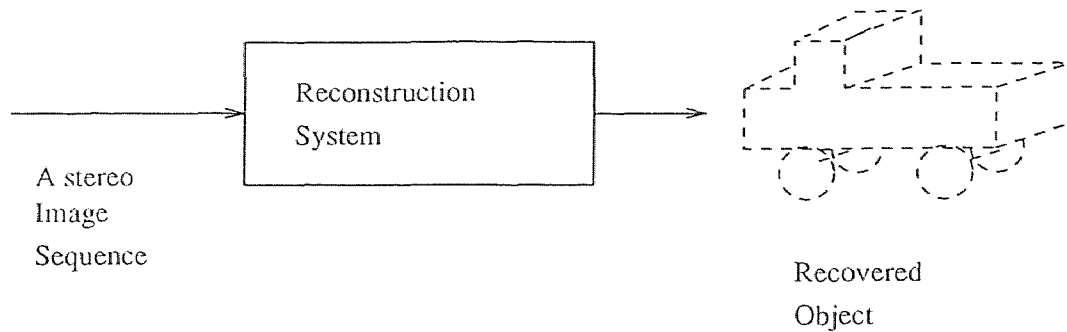 Reconstruction
System
A stereo
Image
Sequence
Recovered
Object